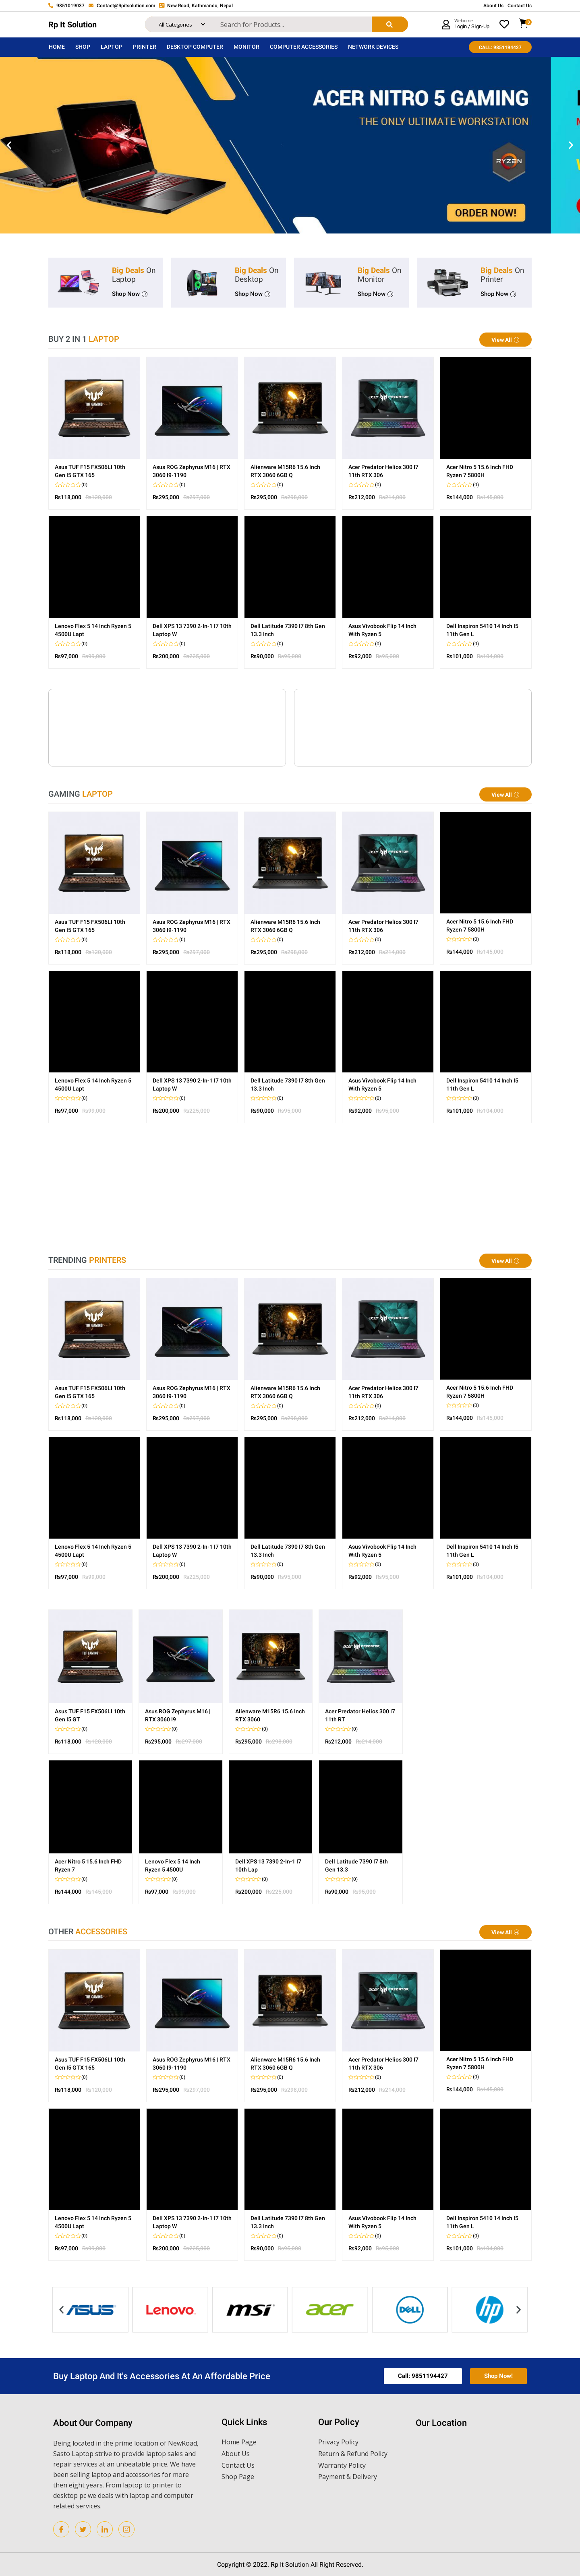 9851019037 Contact@Rpitsolution.com New Road, Kathmandu, Nepal About Us Contact Us
Rp It Solution
All Categories
Search for Products...
Welcome
Login / SignUp
HOME SHOP LAPTOP PRINTER DESKTOP COMPUTER MONITOR COMPUTER ACCESSORIES NETWORK DEVICES
CALL: 9851194427
ACER NITRO 5 GAMING
THE ONLY ULTIMATE WORKSTATION
RYZEN
ORDER NOW!
Big Deals On
Laptop
Shop Now
Big Deals On
Desktop
Shop Now
Big Deals On
Monitor
Shop Now
Big Deals On
Printer
Shop Now
BUY 2 IN 1 LAPTOP
View All
Asus TUF F15 FX506LI 10th
Gen I5 GTX 165
(0)
₨118,000 ₨120,000
Asus ROG Zephyrus M16 | RTX
3060 I9-1190
(0)
₨295,000 ₨297,000
Alienware M15R6 15.6 Inch
RTX 3060 6GB Q
(0)
₨295,000 ₨298,000
Acer Predator Helios 300 I7
11th RTX 306
(0)
₨212,000 ₨214,000
Acer Nitro 5 15.6 Inch FHD
Ryzen 7 5800H
(0)
₨144,000 ₨145,000
Lenovo Flex 5 14 Inch Ryzen 5
4500U Lapt
(0)
₨97,000 ₨99,000
Dell XPS 13 7390 2-In-1 I7 10th
Laptop W
(0)
₨200,000 ₨225,000
Dell Latitude 7390 I7 8th Gen
13.3 Inch
(0)
₨90,000 ₨95,000
Asus Vivobook Flip 14 Inch
With Ryzen 5
(0)
₨92,000 ₨95,000
Dell Inspiron 5410 14 Inch I5
11th Gen L
(0)
₨101,000 ₨104,000
GAMING LAPTOP
View All
Asus TUF F15 FX506LI 10th
Gen I5 GTX 165
(0)
₨118,000 ₨120,000
Asus ROG Zephyrus M16 | RTX
3060 I9-1190
(0)
₨295,000 ₨297,000
Alienware M15R6 15.6 Inch
RTX 3060 6GB Q
(0)
₨295,000 ₨298,000
Acer Predator Helios 300 I7
11th RTX 306
(0)
₨212,000 ₨214,000
Acer Nitro 5 15.6 Inch FHD
Ryzen 7 5800H
(0)
₨144,000 ₨145,000
Lenovo Flex 5 14 Inch Ryzen 5
4500U Lapt
(0)
₨97,000 ₨99,000
Dell XPS 13 7390 2-In-1 I7 10th
Laptop W
(0)
₨200,000 ₨225,000
Dell Latitude 7390 I7 8th Gen
13.3 Inch
(0)
₨90,000 ₨95,000
Asus Vivobook Flip 14 Inch
With Ryzen 5
(0)
₨92,000 ₨95,000
Dell Inspiron 5410 14 Inch I5
11th Gen L
(0)
₨101,000 ₨104,000
TRENDING PRINTERS
View All
Asus TUF F15 FX506LI 10th
Gen I5 GTX 165
(0)
₨118,000 ₨120,000
Asus ROG Zephyrus M16 | RTX
3060 I9-1190
(0)
₨295,000 ₨297,000
Alienware M15R6 15.6 Inch
RTX 3060 6GB Q
(0)
₨295,000 ₨298,000
Acer Predator Helios 300 I7
11th RTX 306
(0)
₨212,000 ₨214,000
Acer Nitro 5 15.6 Inch FHD
Ryzen 7 5800H
(0)
₨144,000 ₨145,000
Lenovo Flex 5 14 Inch Ryzen 5
4500U Lapt
(0)
₨97,000 ₨99,000
Dell XPS 13 7390 2-In-1 I7 10th
Laptop W
(0)
₨200,000 ₨225,000
Dell Latitude 7390 I7 8th Gen
13.3 Inch
(0)
₨90,000 ₨95,000
Asus Vivobook Flip 14 Inch
With Ryzen 5
(0)
₨92,000 ₨95,000
Dell Inspiron 5410 14 Inch I5
11th Gen L
(0)
₨101,000 ₨104,000
Asus TUF F15 FX506LI 10th
Gen I5 GT
(0)
₨118,000 ₨120,000
Asus ROG Zephyrus M16 |
RTX 3060 I9
(0)
₨295,000 ₨297,000
Alienware M15R6 15.6 Inch
RTX 3060
(0)
₨295,000 ₨298,000
Acer Predator Helios 300 I7
11th RT
(0)
₨212,000 ₨214,000
Acer Nitro 5 15.6 Inch FHD
Ryzen 7
(0)
₨144,000 ₨145,000
Lenovo Flex 5 14 Inch
Ryzen 5 4500U
(0)
₨97,000 ₨99,000
Dell XPS 13 7390 2-In-1 I7
10th Lap
(0)
₨200,000 ₨225,000
Dell Latitude 7390 I7 8th
Gen 13.3
(0)
₨90,000 ₨95,000
OTHER ACCESSORIES
View All
Asus TUF F15 FX506LI 10th
Gen I5 GTX 165
(0)
₨118,000 ₨120,000
Asus ROG Zephyrus M16 | RTX
3060 I9-1190
(0)
₨295,000 ₨297,000
Alienware M15R6 15.6 Inch
RTX 3060 6GB Q
(0)
₨295,000 ₨298,000
Acer Predator Helios 300 I7
11th RTX 306
(0)
₨212,000 ₨214,000
Acer Nitro 5 15.6 Inch FHD
Ryzen 7 5800H
(0)
₨144,000 ₨145,000
Lenovo Flex 5 14 Inch Ryzen 5
4500U Lapt
(0)
₨97,000 ₨99,000
Dell XPS 13 7390 2-In-1 I7 10th
Laptop W
(0)
₨200,000 ₨225,000
Dell Latitude 7390 I7 8th Gen
13.3 Inch
(0)
₨90,000 ₨95,000
Asus Vivobook Flip 14 Inch
With Ryzen 5
(0)
₨92,000 ₨95,000
Dell Inspiron 5410 14 Inch I5
11th Gen L
(0)
₨101,000 ₨104,000
ASUS Lenovo msi acer DELL hp
Buy Laptop And It's Accessories At An Affordable Price
Call: 9851194427
Shop Now!
About Our Company
Being located in the prime location of NewRoad,
Sasto Laptop strive to provide laptop sales and
repair services at an unbeatable price. We have
been selling laptop and accessories for more
then eight years. From laptop to printer to
desktop pc we deals with laptop and computer
related services.
Quick Links
Home Page
About Us
Contact Us
Shop Page
Our Policy
Privacy Policy
Return & Refund Policy
Warranty Policy
Payment & Delivery
Our Location
Copyright © 2022. Rp It Solution All Right Reserved.